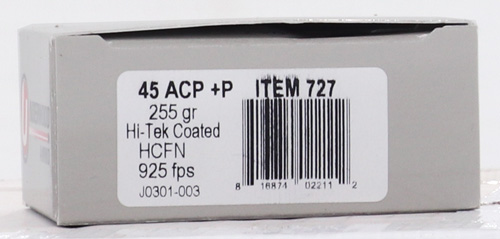 45 ACP +P ITEM 727
255 gr
Hi-Tek Coated
HCFN
925 fps
J0301-003
8 16874 02211 2